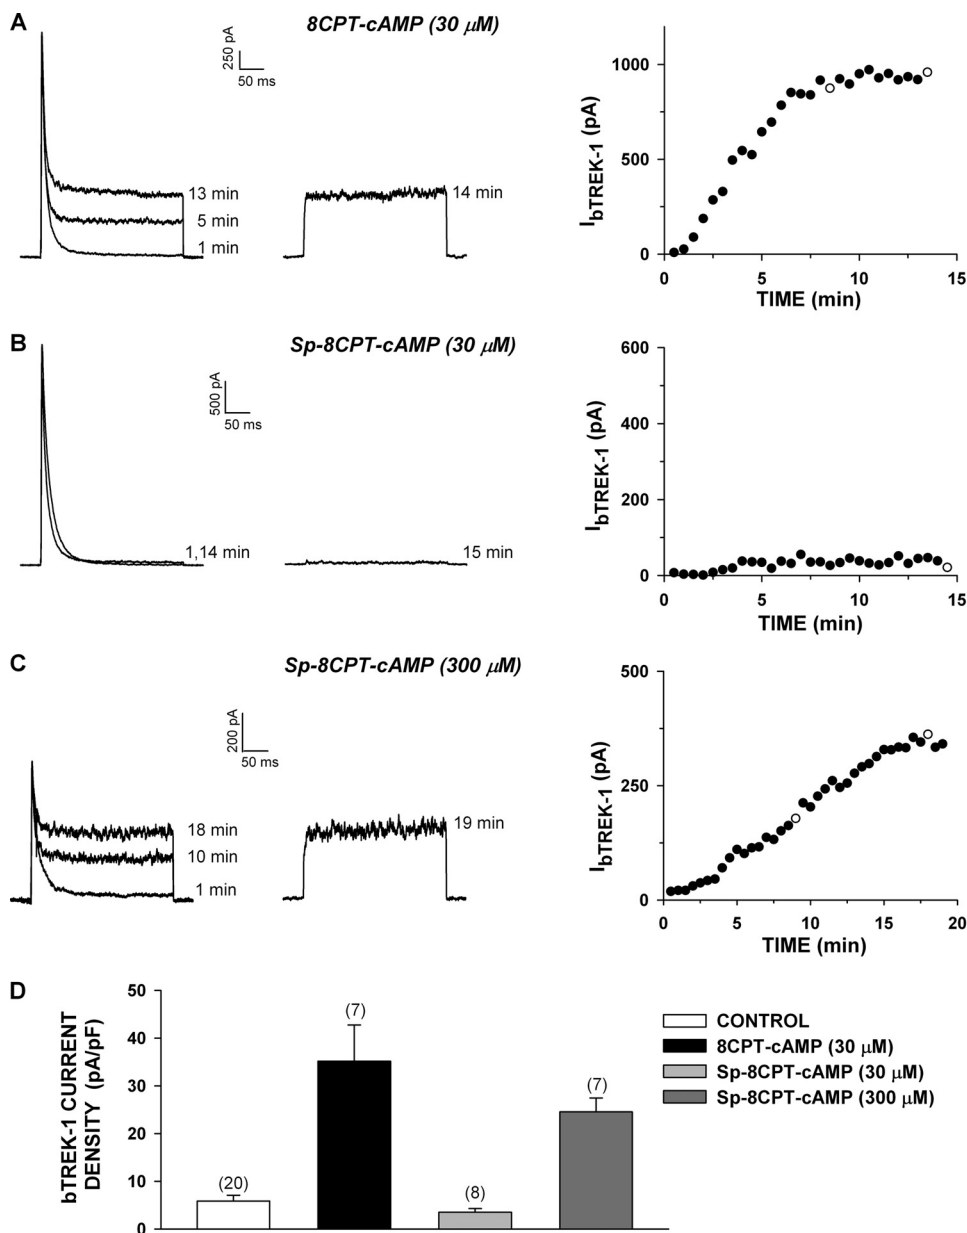 A
8CPT-cAMP (30 μM)
250 pA
50 ms
13 min
5 min
1 min
14 min
I bTREK-1 (pA)
1000
500
0
0 5 10 15
TIME (min)
B
Sp-8CPT-cAMP (30 μM)
500 pA
50 ms
1,14 min
15 min
I bTREK-1 (pA)
600
400
200
0
0 5 10 15
TIME (min)
C
Sp-8CPT-cAMP (300 μM)
200 pA
50 ms
18 min
10 min
1 min
19 min
I bTREK-1 (pA)
500
250
0
0 5 10 15 20
TIME (min)
D
bTREK-1 CURRENT
DENSITY (pA/pF)
50
40
30
20
10
0
(20)
(7)
(8)
(7)
CONTROL
8CPT-cAMP (30 μM)
Sp-8CPT-cAMP (30 μM)
Sp-8CPT-cAMP (300 μM)